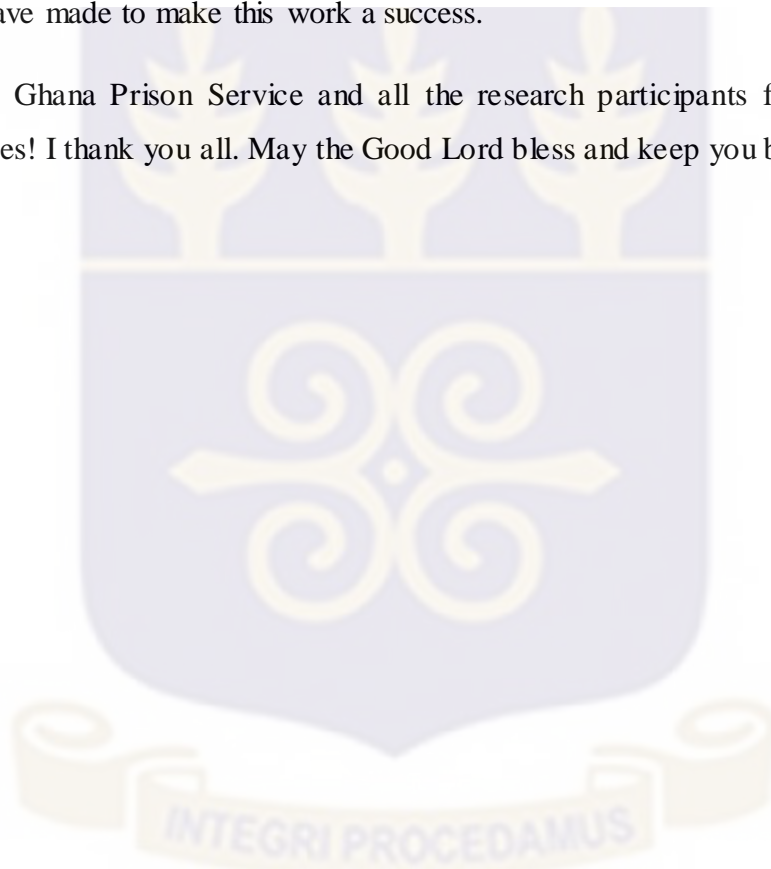 ave made to make this work a success.
Ghana Prison Service and all the research participants f
es! I thank you all. May the Good Lord bless and keep you b
INTEGRI PROCEDAMUS